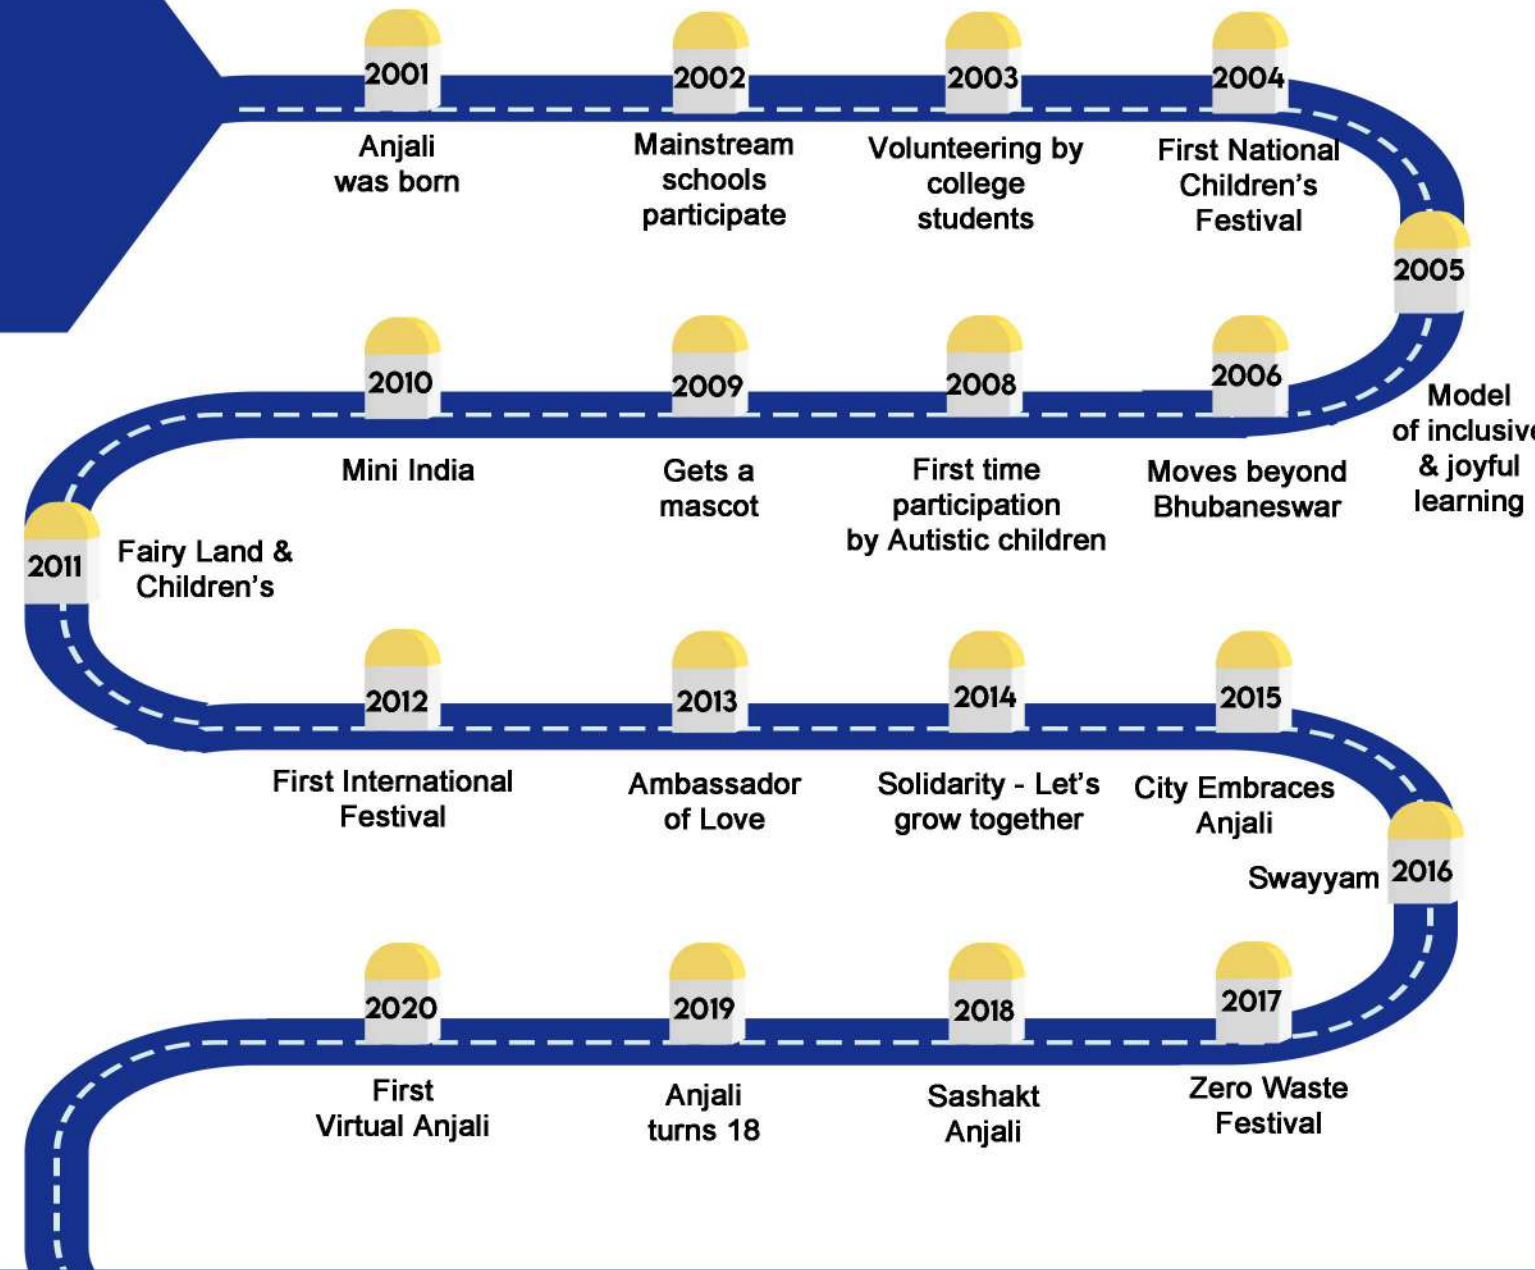 2001
Anjali
was born
2002
Mainstream
schools
participate
2003
Volunteering by
college
students
2004
First National
Children's
Festival
2005
Model
of inclusive
& joyful
learning
2006
Moves beyond
Bhubaneswar
2008
First time
participation
by Autistic children
2009
Gets a
mascot
2010
Mini India
2011
Fairy Land &
Children's
2012
First International
Festival
2013
Ambassador
of Love
2014
Solidarity - Let's
grow together
2015
City Embraces
Anjali
2016
Swayyam
2017
Zero Waste
Festival
2018
Sashakt
Anjali
2019
Anjali
turns 18
2020
First
Virtual Anjali